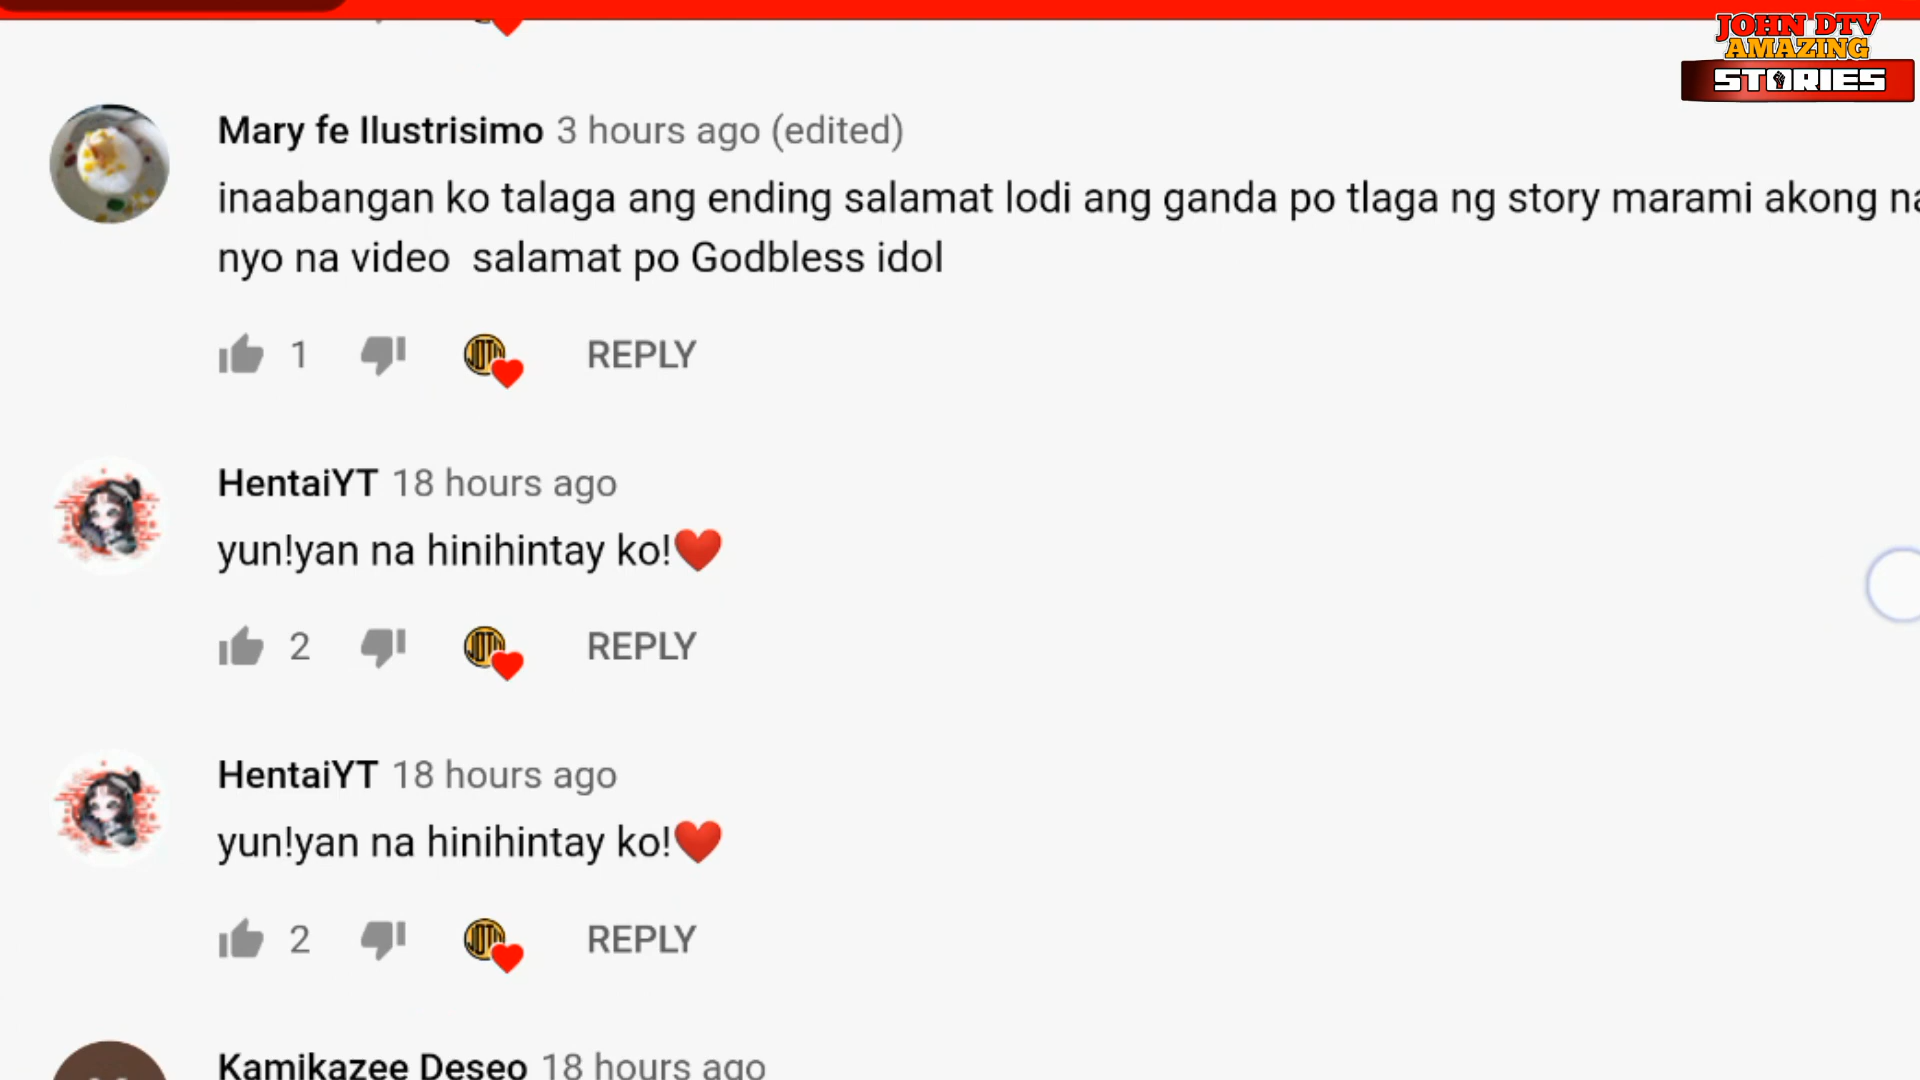 JOHN DTV
AMAZING
STORIES
Mary fe Ilustrisimo 3 hours ago (edited)
inaabangan ko talaga ang ending salamat lodi ang ganda po tlaga ng story marami akong
nyo na video salamat po Godbless idol
1 REPLY
HentaiYT 18 hours ago
yun!yan na hinihintay ko!❤️
2 REPLY
HentaiYT 18 hours ago
yun!yan na hinihintay ko!❤️
2 REPLY
Kamikazee Deseo 18 hours ago